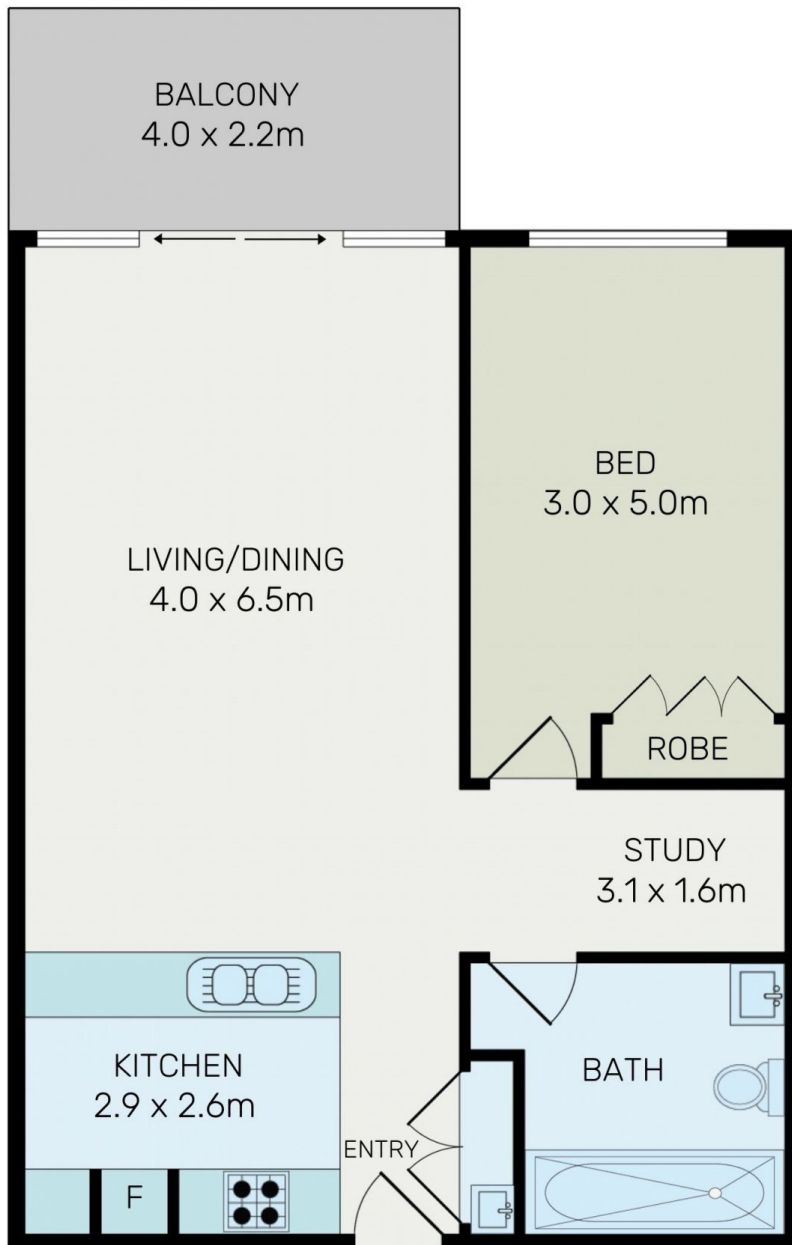 BALCONY
4.0 x 2.2m
BED
3.0 x 5.0m
LIVING/DINING
4.0 x 6.5m
ROBE
STUDY
3.1 x 1.6m
KITCHEN
2.9 x 2.6m
BATH
ENTRY
F